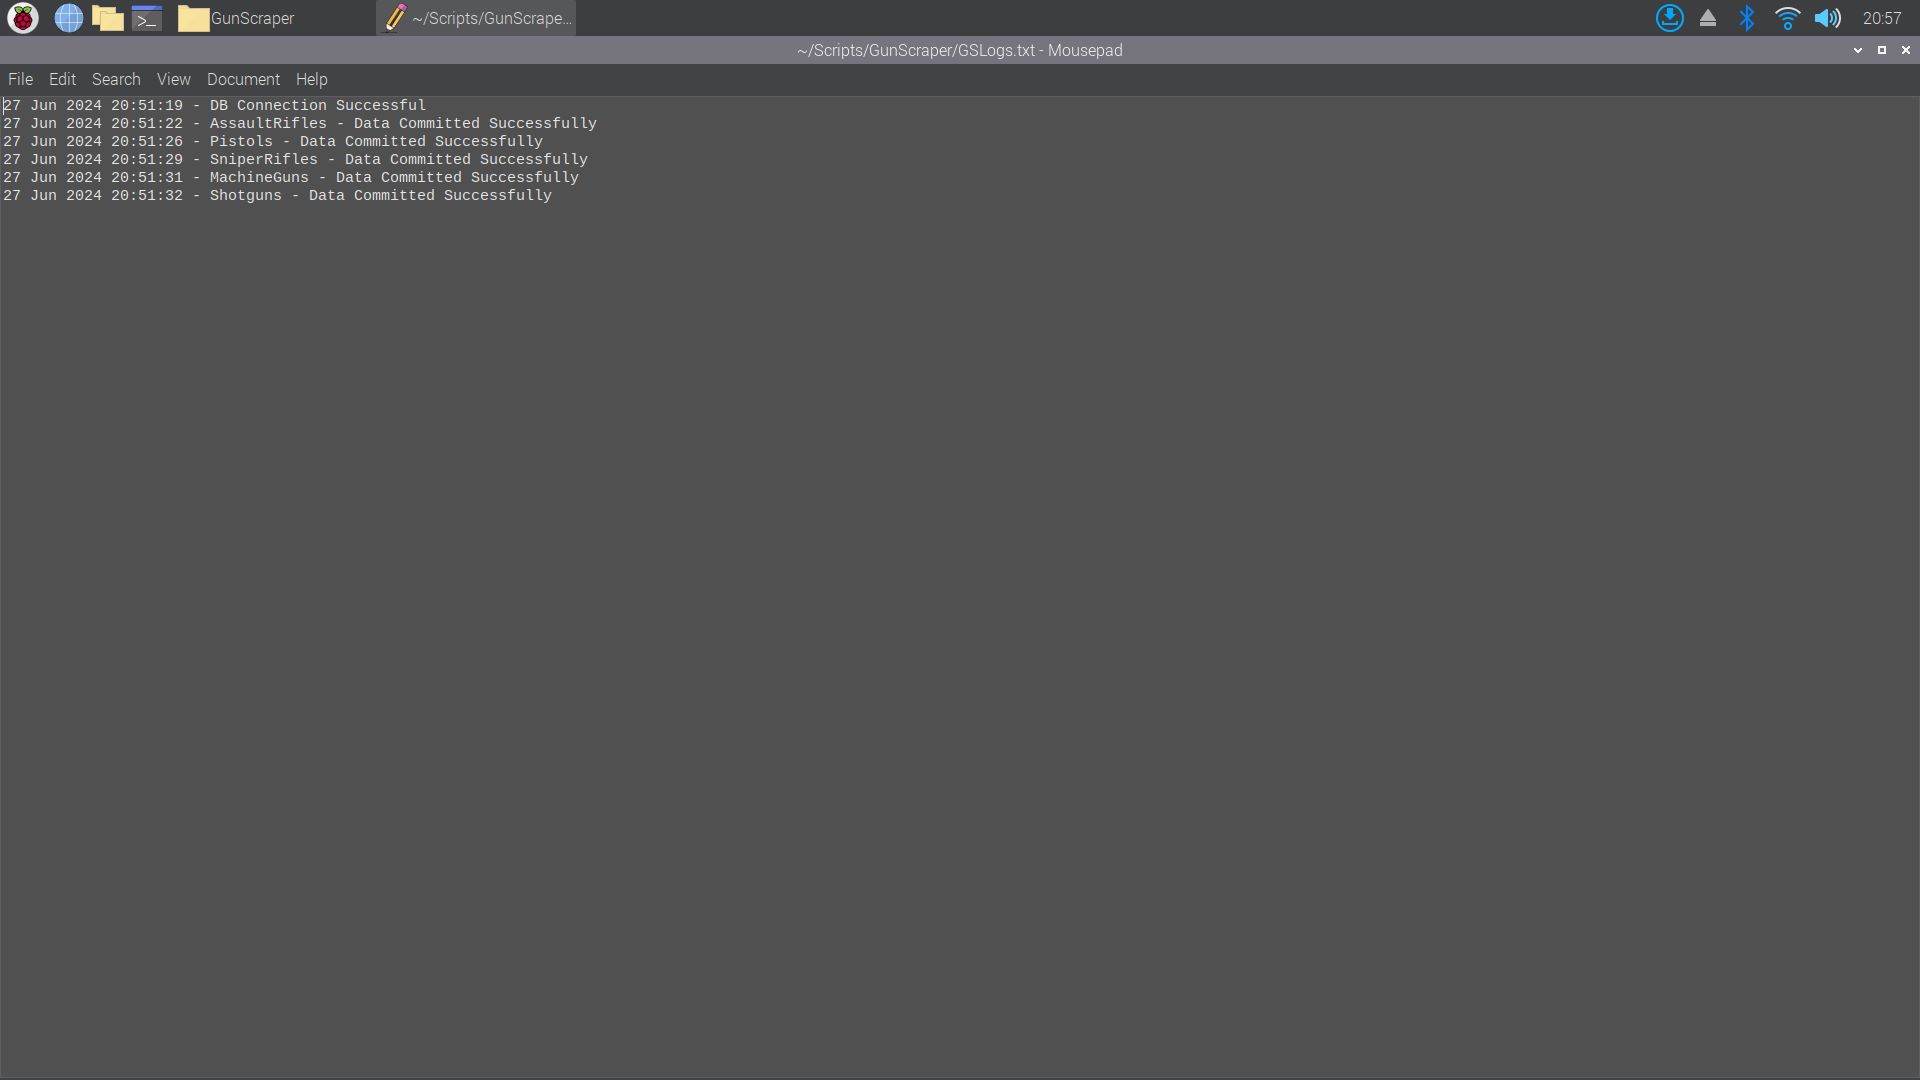 GunScraper
~/Scripts/GunScrape...
20:57
~/Scripts/GunScraper/GSLogs.txt - Mousepad
File Edit Search View Document Help
27 Jun 2024 20:51:19 - DB Connection Successful
27 Jun 2024 20:51:22 - AssaultRifles - Data Committed Successfully
27 Jun 2024 20:51:26 - Pistols - Data Committed Successfully
27 Jun 2024 20:51:29 - SniperRifles - Data Committed Successfully
27 Jun 2024 20:51:31 - MachineGuns - Data Committed Successfully
27 Jun 2024 20:51:32 - Shotguns - Data Committed Successfully